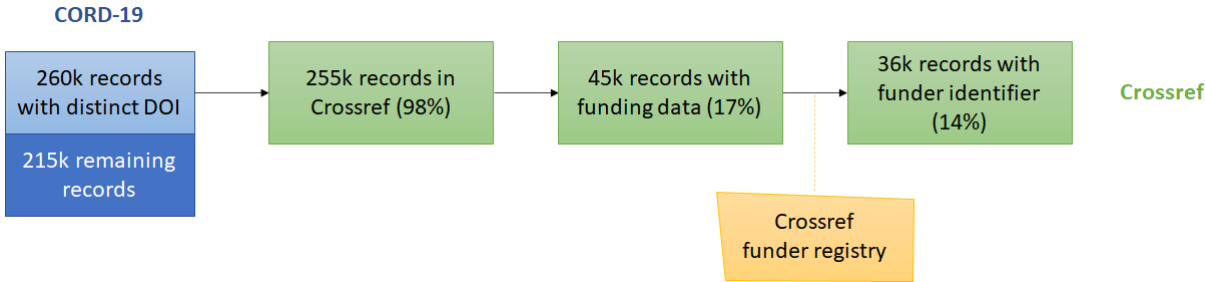 CORD-19
260k records
with distinct DOI
215k remaining
records
255k records in
Crossref (98%)
45k records with
funding data (17%)
36k records with
funder identifier
(14%)
Crossref
Crossref
funder registry